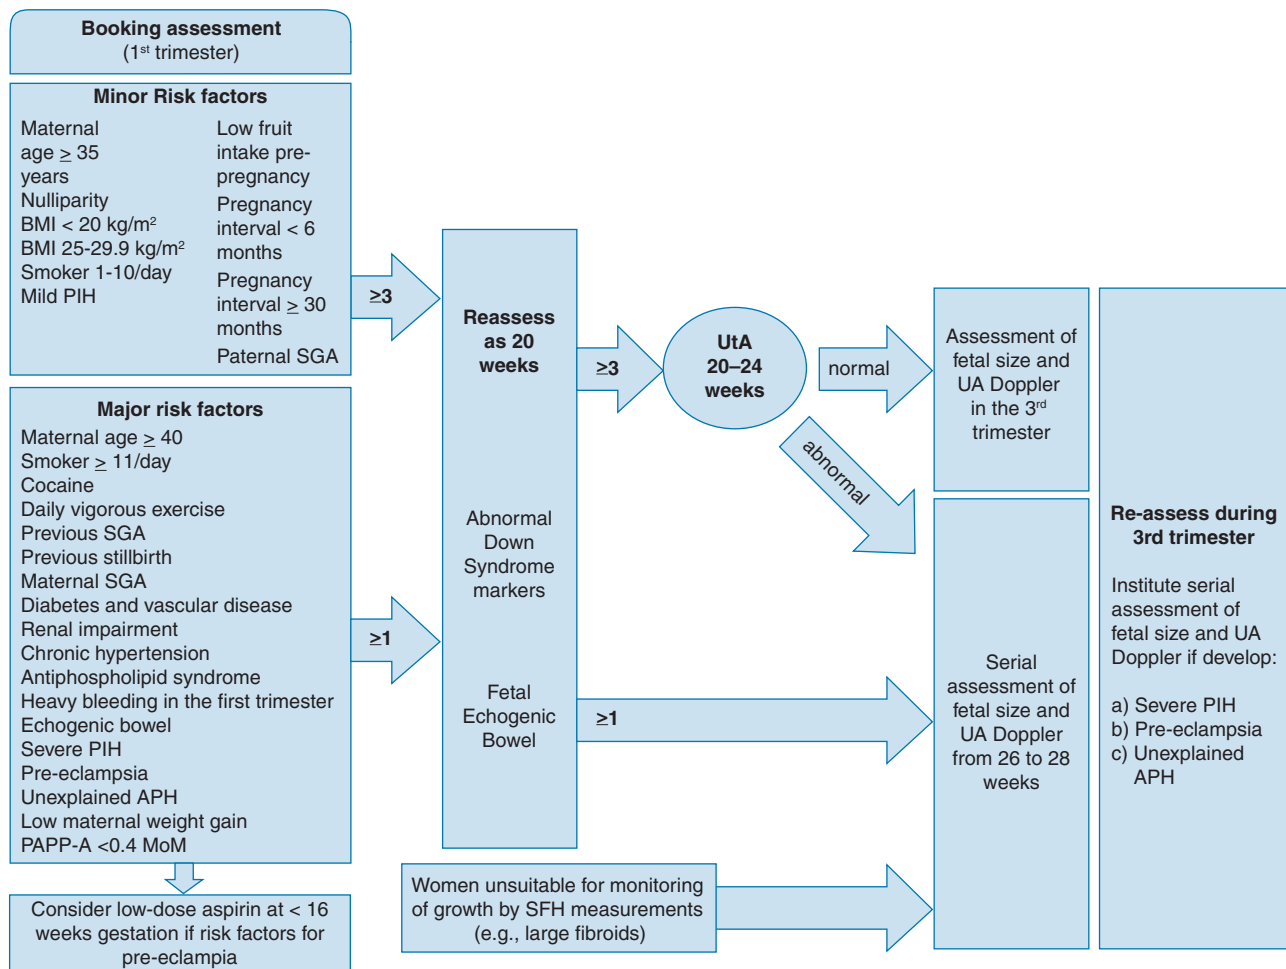 Booking assessment
(1st trimester)
Minor Risk factors
Maternal
age ≥ 35
years
Nulliparity
BMI < 20 kg/m²
BMI 25-29.9 kg/m²
Smoker 1-10/day
Mild PIH
Low fruit
intake pre-
pregnancy
Pregnancy
interval < 6
months
Pregnancy
interval ≥ 30
months
Paternal SGA
≥3
Major risk factors
Maternal age ≥ 40
Smoker ≥ 11/day
Cocaine
Daily vigorous exercise
Previous SGA
Previous stillbirth
Maternal SGA
Diabetes and vascular disease
Renal impairment
Chronic hypertension
Antiphospholipid syndrome
Heavy bleeding in the first trimester
Echogenic bowel
Severe PIH
Pre-eclampsia
Unexplained APH
Low maternal weight gain
PAPP-A <0.4 MoM
≥1
Consider low-dose aspirin at < 16
weeks gestation if risk factors for
pre-eclampia
Reassess
as 20
weeks
Abnormal
Down
Syndrome
markers
Fetal
Echogenic
Bowel
≥3
UtA
20–24
weeks
normal
abnormal
≥1
Women unsuitable for monitoring
of growth by SFH measurements
(e.g., large fibroids)
Assessment of
fetal size and
UA Doppler
in the 3rd
trimester
Serial
assessment of
fetal size and
UA Doppler
from 26 to 28
weeks
Re-assess during
3rd trimester
Institute serial
assessment of
fetal size and UA
Doppler if develop:
a) Severe PIH
b) Pre-eclampsia
c) Unexplained
APH